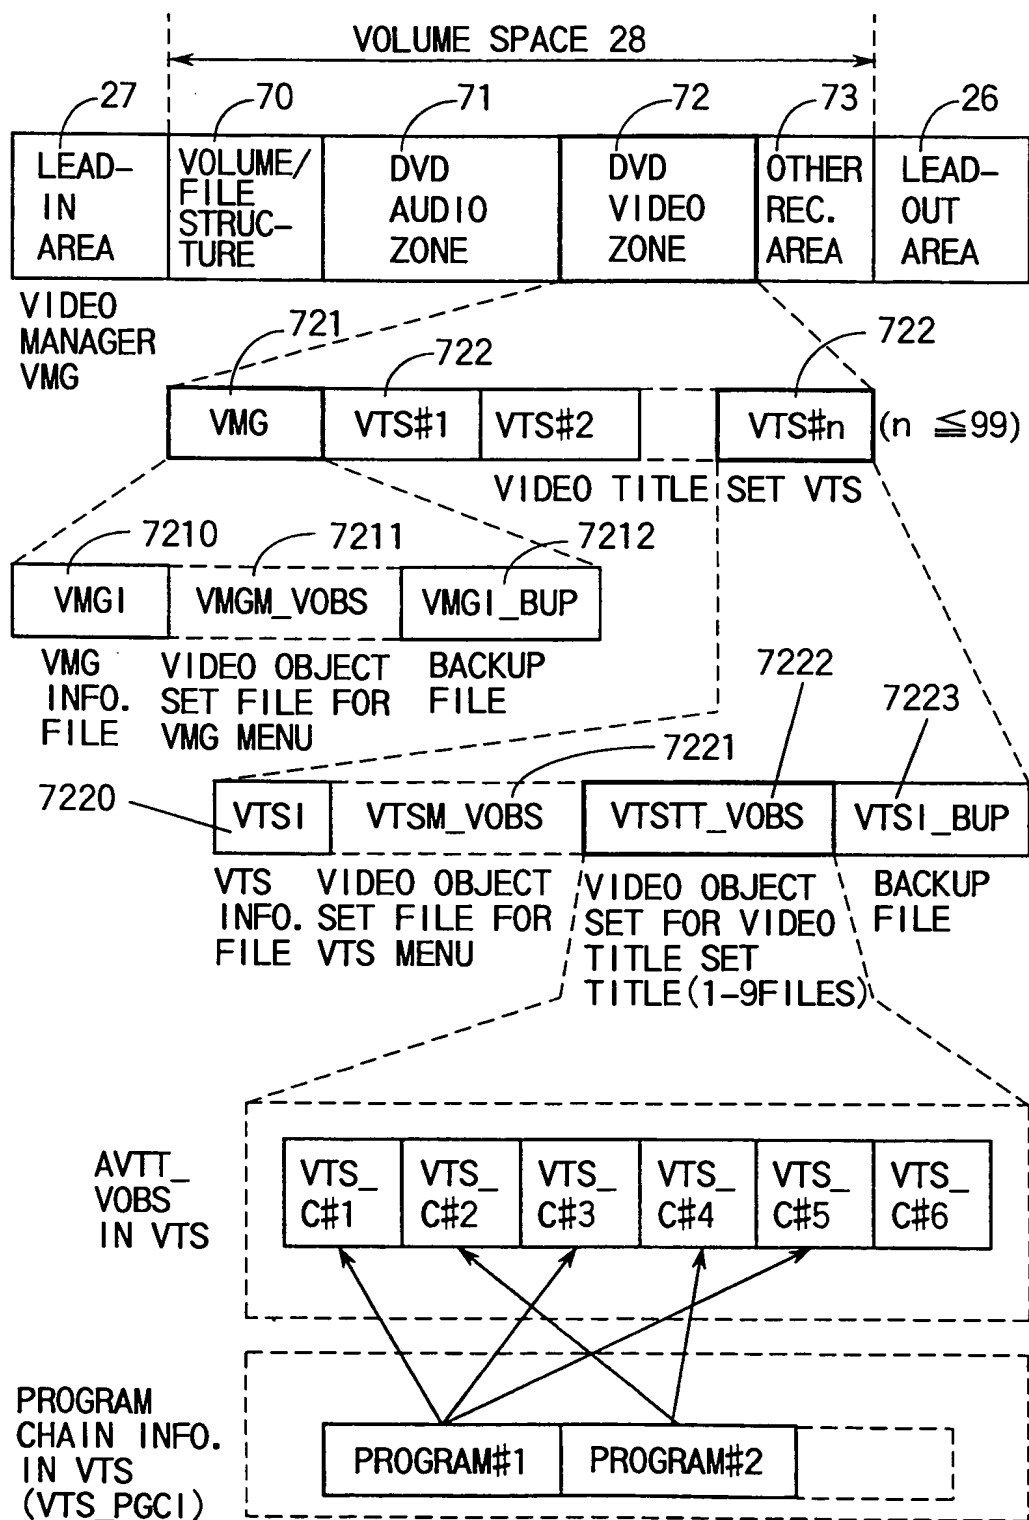 VOLUME SPACE 28
27
70
71
72
73
26
LEAD-
IN
AREA
VOLUME/
FILE
STRUC-
TURE
DVD
AUDIO
ZONE
DVD
VIDEO
ZONE
OTHER
REC.
AREA
LEAD-
OUT
AREA
VIDEO
MANAGER
VMG
721
722
722
VMG
VTS#1
VTS#2
VTS#n
(n ≦99)
VIDEO TITLE SET VTS
7210
7211
7212
VMGI
VMGM_VOBS
VMGI_BUP
VMG
INFO.
FILE
VIDEO OBJECT
SET FILE FOR
VMG MENU
BACKUP
FILE
7220
7221
7222
7223
VTSI
VTSM_VOBS
VTSTT_VOBS
VTSI_BUP
VTS
INFO.
FILE
VIDEO OBJECT
SET FILE FOR
VTS MENU
VIDEO OBJECT
SET FOR VIDEO
TITLE SET
TITLE(1-9FILES)
BACKUP
FILE
AVTT_
VOBS
IN VTS
VTS_
C#1
VTS_
C#2
VTS_
C#3
VTS_
C#4
VTS_
C#5
VTS_
C#6
PROGRAM
CHAIN INFO.
IN VTS
(VTS_PGCI)
PROGRAM#1
PROGRAM#2